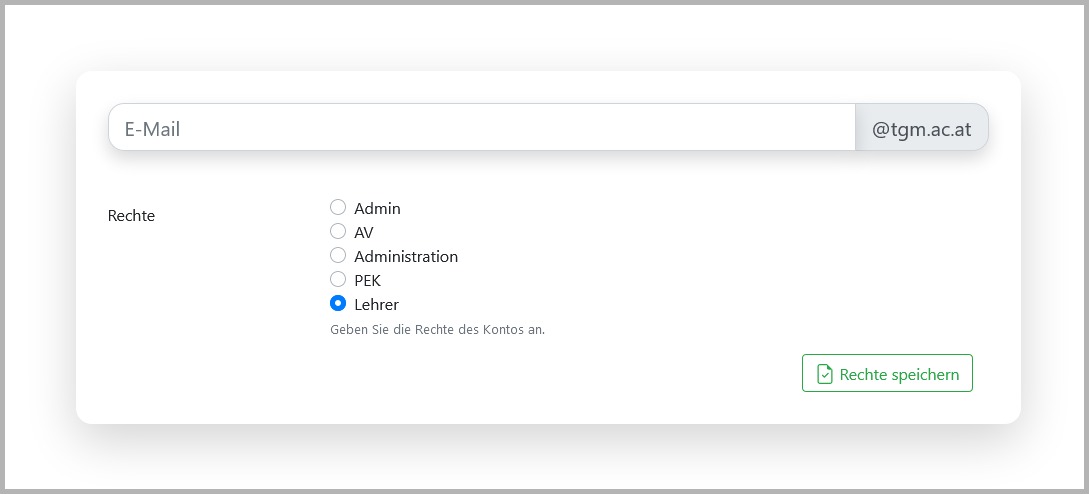 E-Mail @tgm.ac.at
Rechte
Admin
AV
Administration
PEK
Lehrer
Geben Sie die Rechte des Kontos an.
Rechte speichern